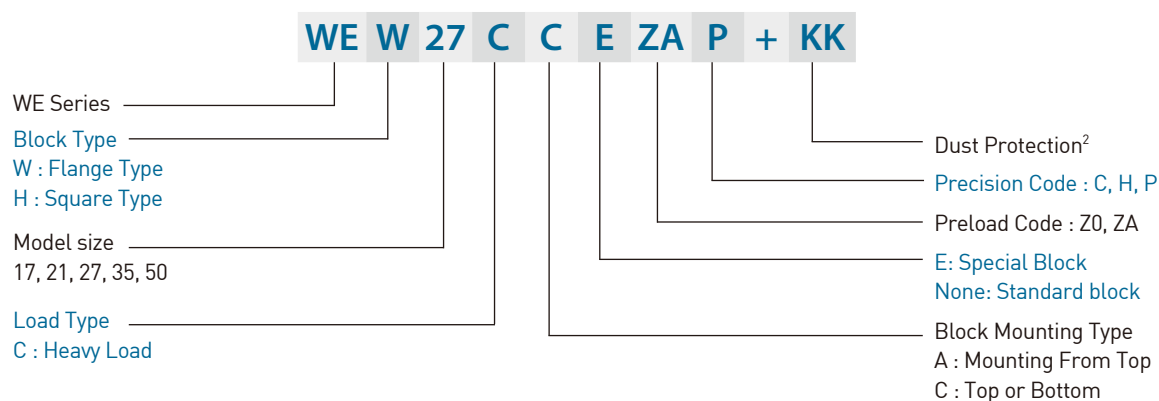 WE W 27 C C E ZA P + KK
WE Series
Block Type
W : Flange Type
H : Square Type
Model size
17, 21, 27, 35, 50
Load Type
C : Heavy Load
Dust Protection2
Precision Code : C, H, P
Preload Code : Z0, ZA
E: Special Block
None: Standard block
Block Mounting Type
A : Mounting From Top
C : Top or Bottom